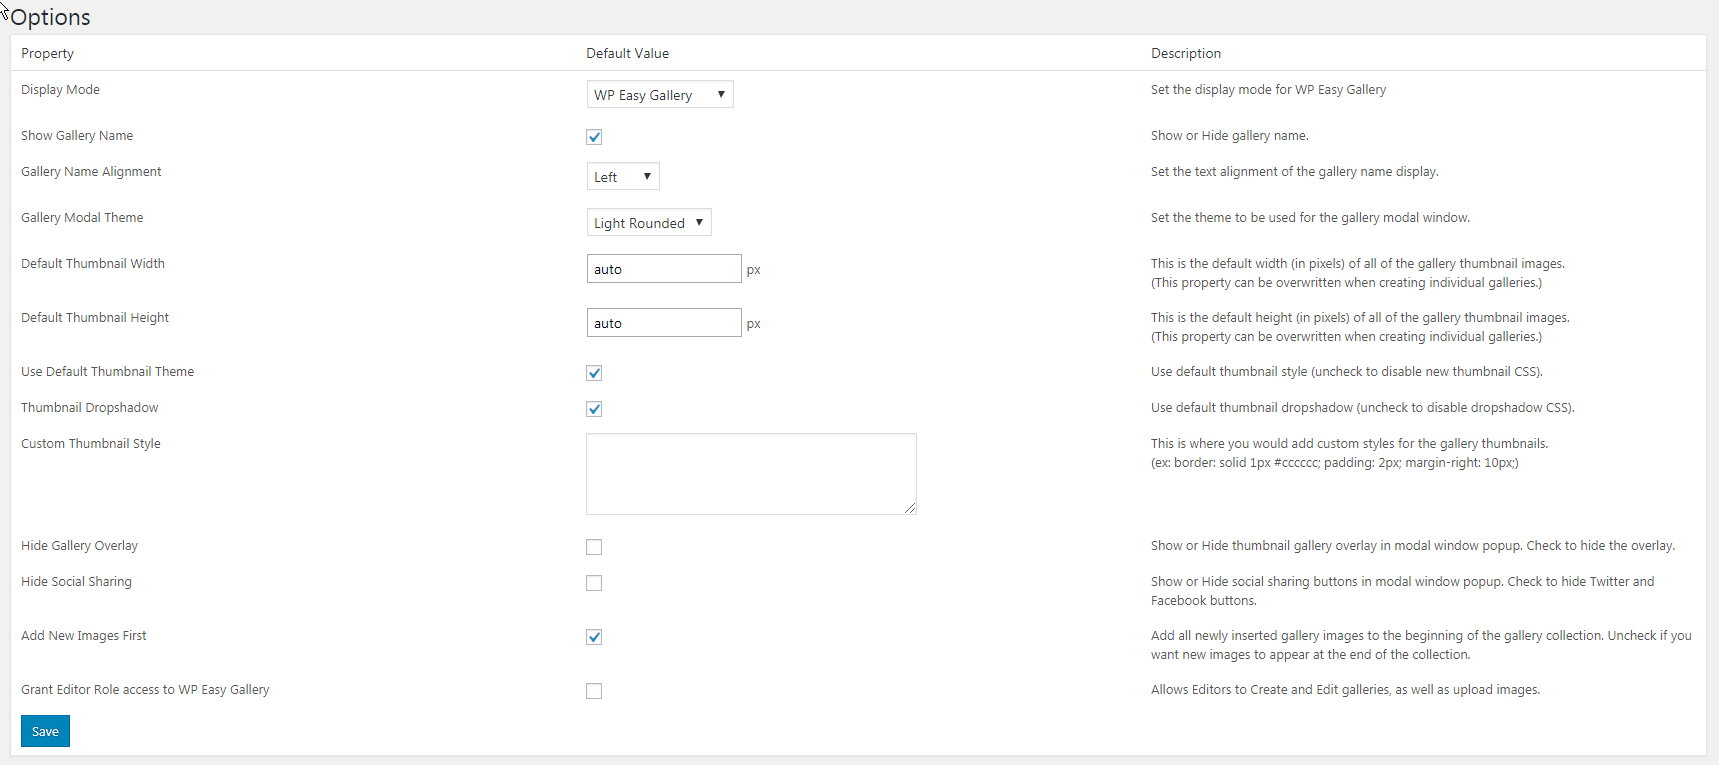 Options
Property Default Value Description
Display Mode WP Easy Gallery Set the display mode for WP Easy Gallery
Show Gallery Name Show or Hide gallery name.
Gallery Name Alignment Left Set the text alignment of the gallery name display.
Gallery Modal Theme Light Rounded Set the theme to be used for the gallery modal window.
Default Thumbnail Width auto px This is the default width (in pixels) of all of the gallery thumbnail images.
(This property can be overwritten when creating individual galleries.)
Default Thumbnail Height auto px This is the default height (in pixels) of all of the gallery thumbnail images.
(This property can be overwritten when creating individual galleries.)
Use Default Thumbnail Theme Use default thumbnail style (uncheck to disable new thumbnail CSS).
Thumbnail Dropshadow Use default thumbnail dropshadow (uncheck to disable dropshadow CSS).
Custom Thumbnail Style This is where you would add custom styles for the gallery thumbnails.
(ex: border: solid 1px #cccccc; padding: 2px; margin-right: 10px;)
Hide Gallery Overlay Show or Hide thumbnail gallery overlay in modal window popup. Check to hide the overlay.
Hide Social Sharing Show or Hide social sharing buttons in modal window popup. Check to hide Twitter and
Facebook buttons.
Add New Images First Add all newly inserted gallery images to the beginning of the gallery collection. Uncheck if you
want new images to appear at the end of the collection.
Grant Editor Role access to WP Easy Gallery Allows Editors to Create and Edit galleries, as well as upload images.
Save